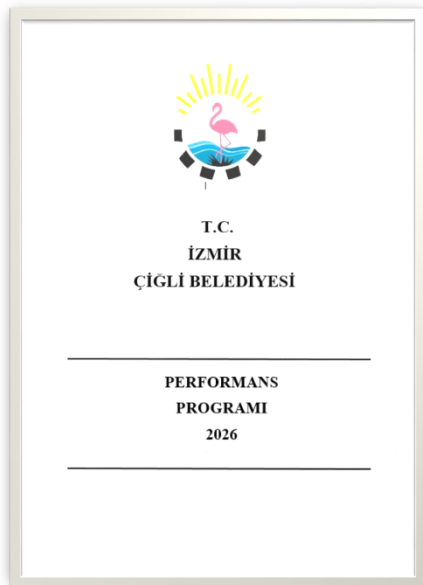 T.C.
İZMİR
ÇİĞLİ BELEDİYESİ
PERFORMANS
PROGRAMI
2026